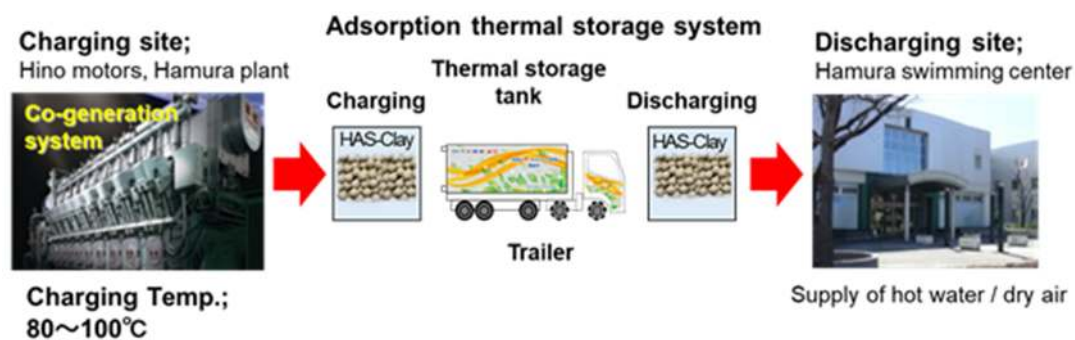 Adsorption thermal storage system
Charging site;
Hino motors, Hamura plant
Co-generation
system
Charging Temp.;
80～100℃
Thermal storage
tank
Charging
HAS-Clay
Trailer
Discharging
HAS-Clay
Discharging site;
Hamura swimming center
Supply of hot water / dry air